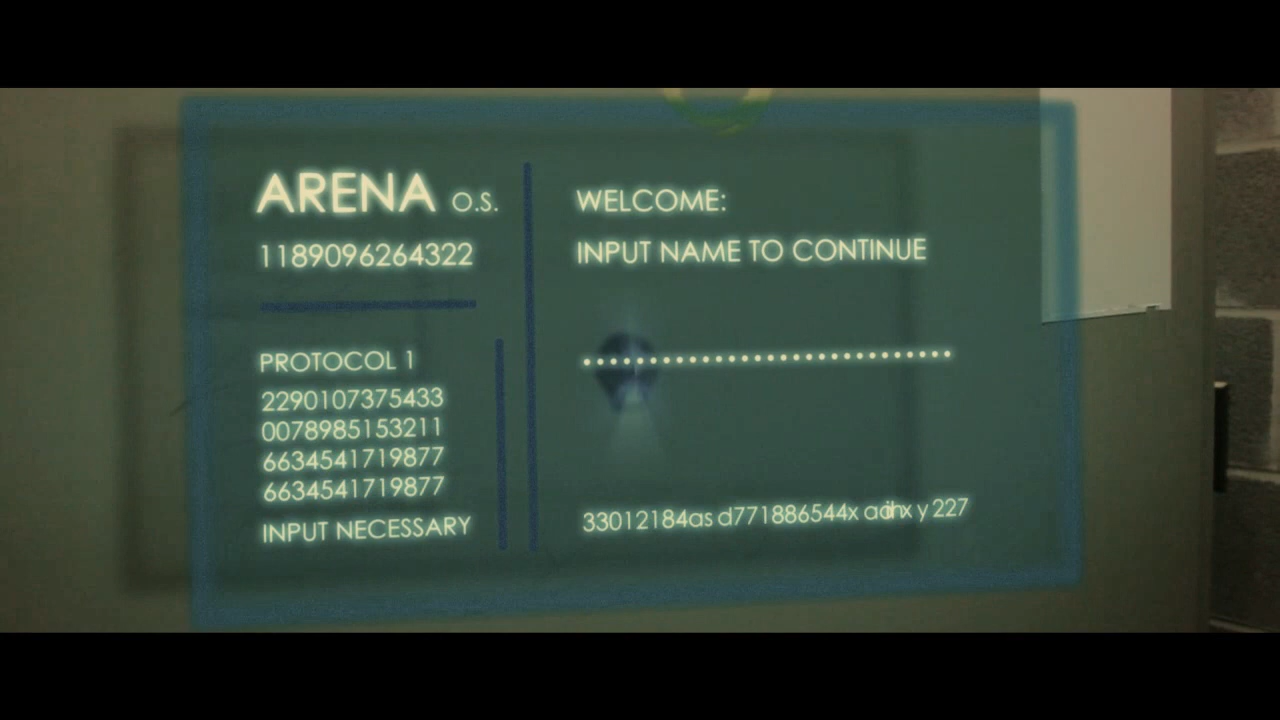 ARENA O.S.
1189096264322
PROTOCOL 1
2290107375433
0078985153211
6634541719877
6634541719877
INPUT NECESSARY
WELCOME:
INPUT NAME TO CONTINUE
33012184as d771886544x y 227